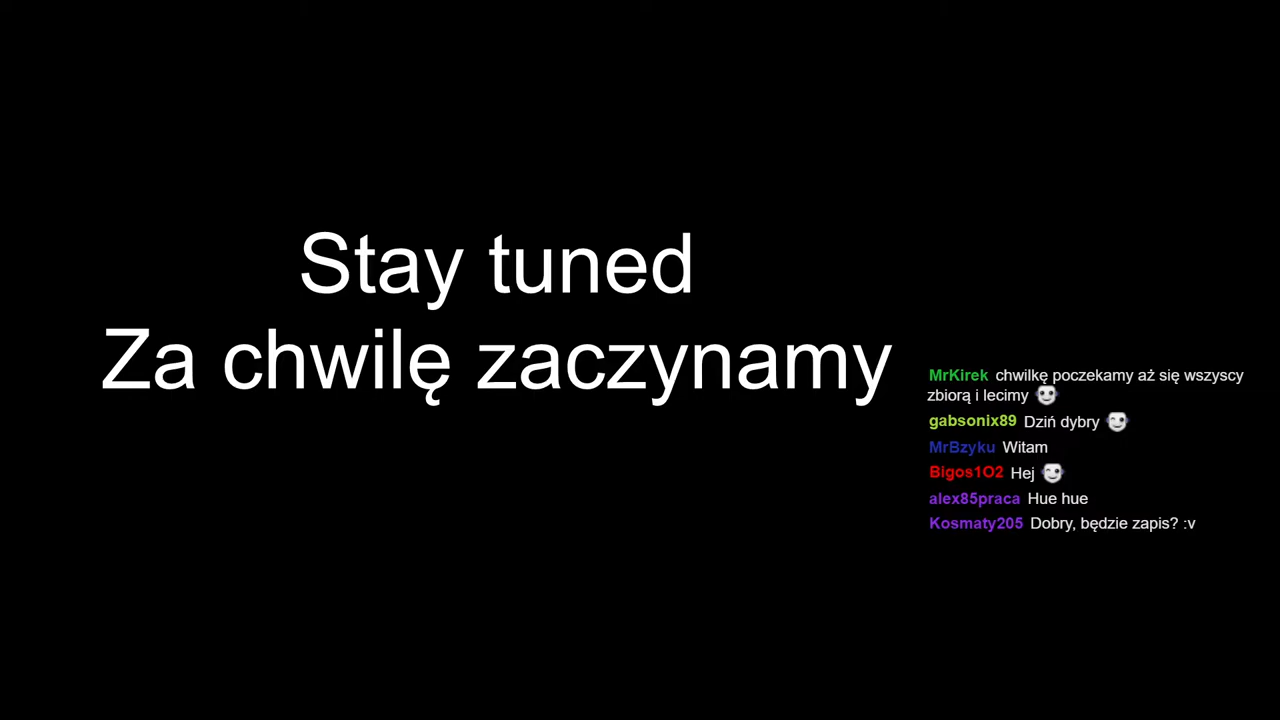 Stay tuned
Za chwilę zaczynamy
MrKirek chwilkę poczekamy aż się wszyscy
zbiorą i lecimy
gabsonix89 Dziń dybry
MrBzyku Witam
Bigos1O2 Hej
alex85praca Hue hue
Kosmaty205 Dobry, będzie zapis? :v